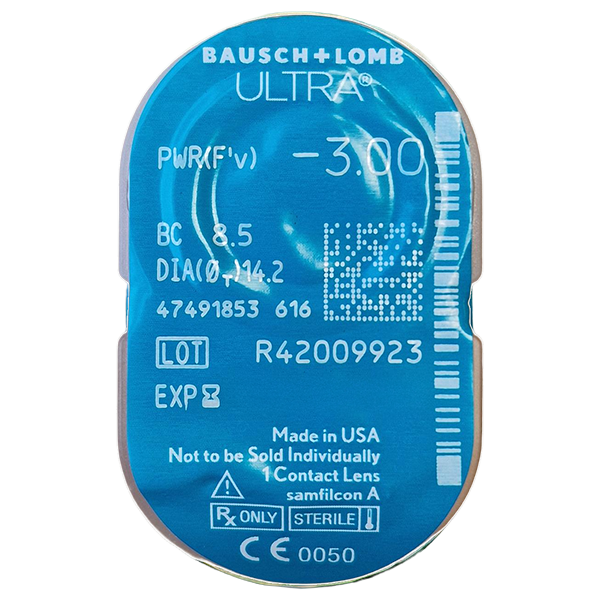 BAUSCH + LOMB
ULTRA®
PWR(F'v) -3.00
BC 8.5
DIA(Ø_T)14.2
47491853 616
LOT R42009923
EXP
Made in USA
Not to be Sold Individually
1 Contact Lens
samfilcon A
Rx ONLY STERILE
CE 0050